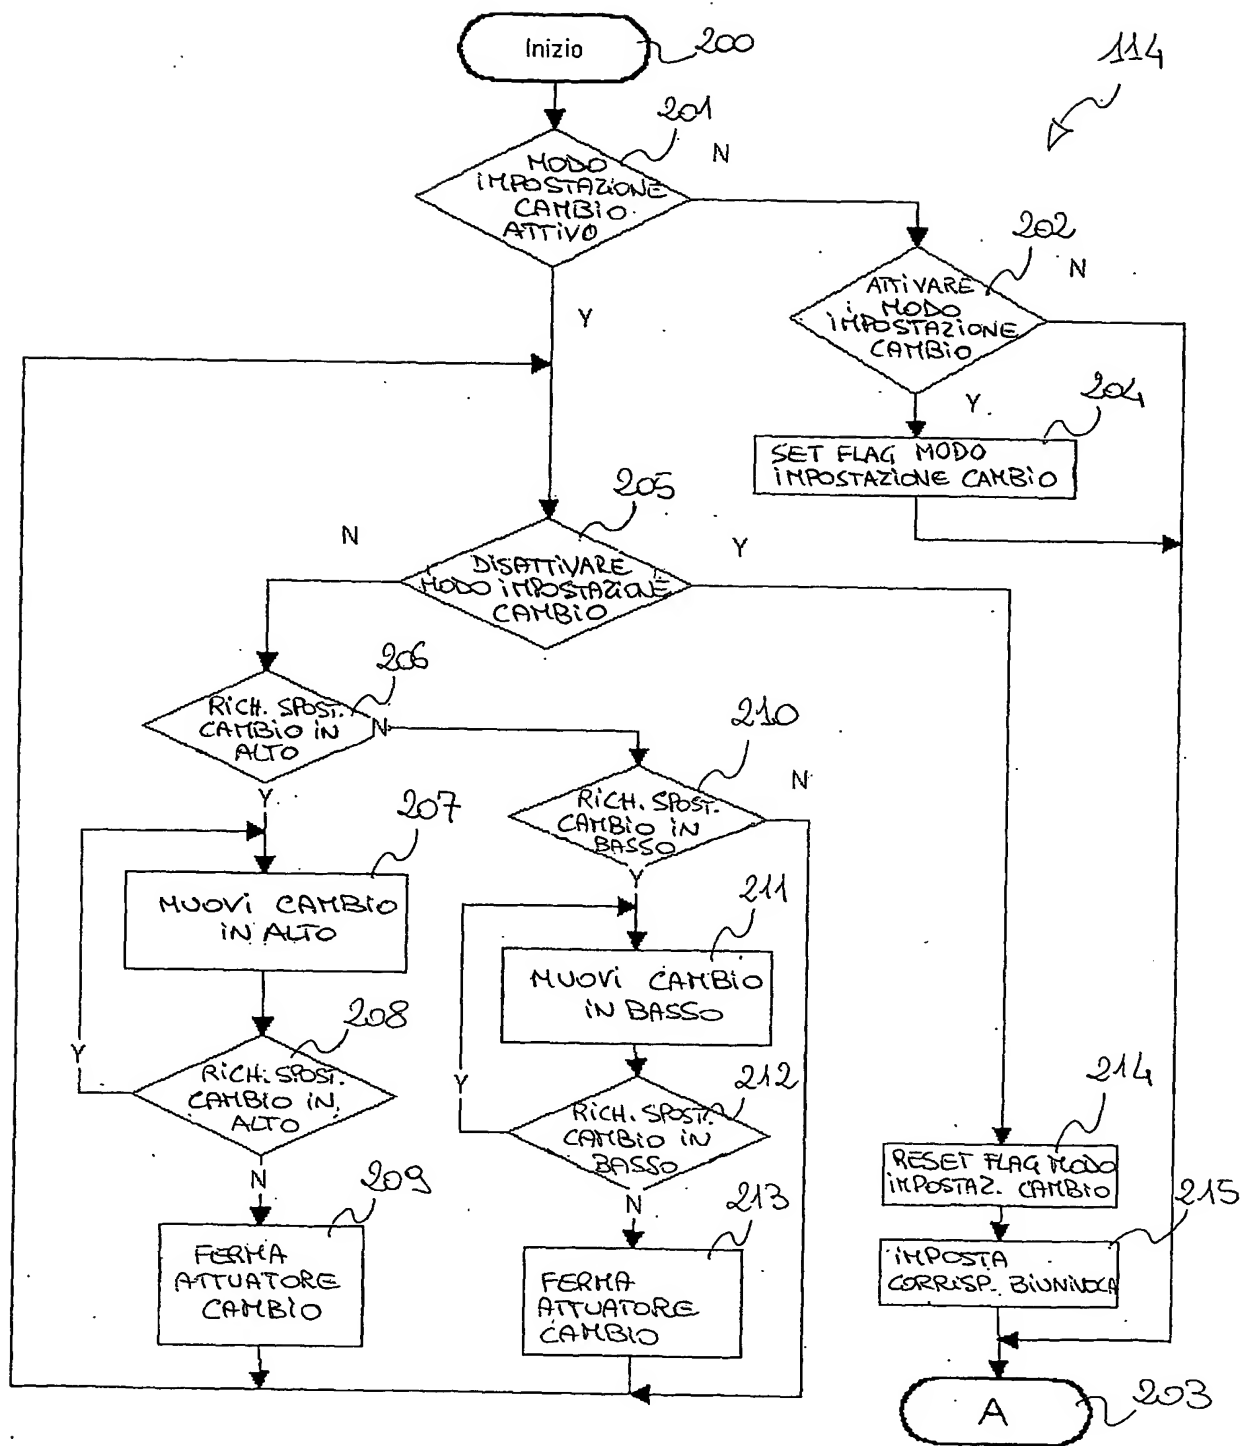 Inizio
200
114
201
N
MODO
IMPOSTAZIONE
CAMBIO
ATTIVO
202
N
ATTIVARE
MODO
IMPOSTAZIONE
CAMBIO
Y
Y
204
SET FLAG MODO
IMPOSTAZIONE CAMBIO
205
N
Y
DISATTIVARE
MODO IMPOSTAZIONE
CAMBIO
206
RICH. SPOST.
CAMBIO IN
ALTO
N
210
N
RICH. SPOST.
CAMBIO IN
BASSO
Y
207
Y
MUOVI CAMBIO
IN ALTO
211
MUOVI CAMBIO
IN BASSO
208
Y
RICH. SPOST.
CAMBIO IN
ALTO
212
Y
RICH. SPOST.
CAMBIO IN
BASSO
214
RESET FLAG MODO
IMPOSTAZ. CAMBIO
N
209
N
213
215
FERMA
ATTUATORE
CAMBIO
FERMA
ATTUATORE
CAMBIO
IMPOSTA
CORRISP. BIUNIVOCA
A
203